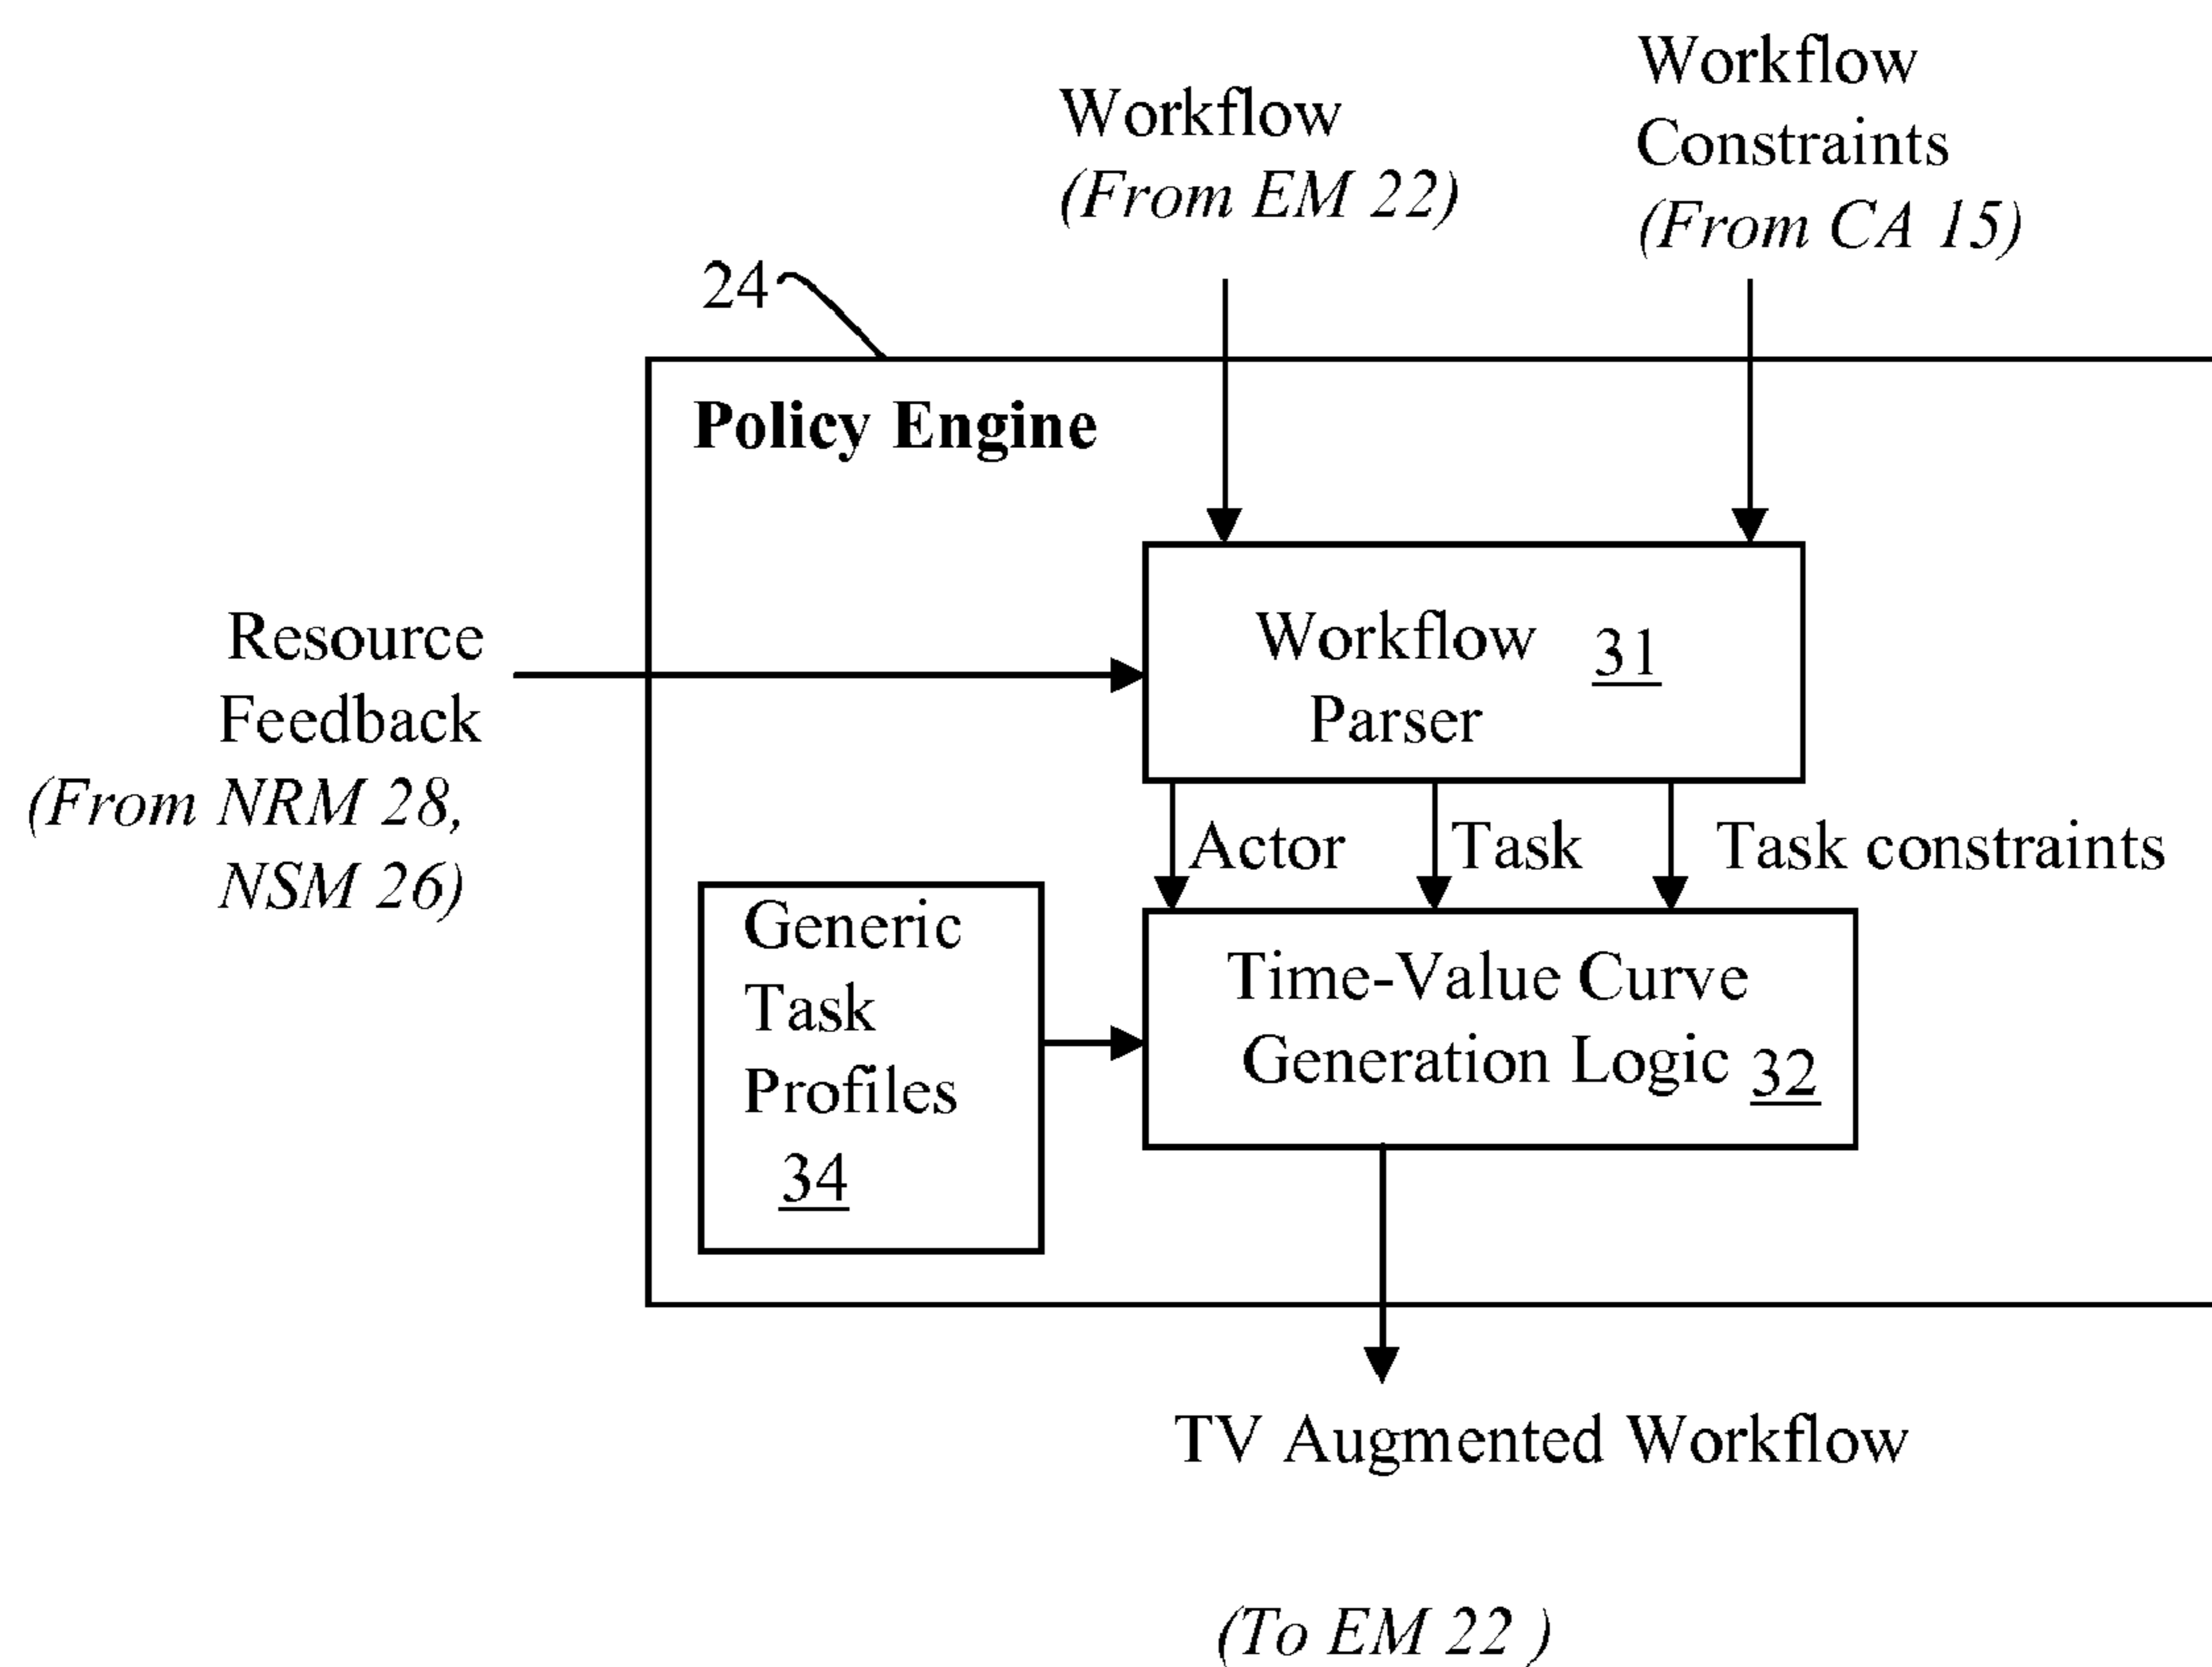 Workflow
(From EM 22)
Workflow
Constraints
(From CA 15)
24
Policy Engine
Resource
Feedback
(From NRM 28,
NSM 26)
Workflow 31
Parser
Actor
Task
Task constraints
Generic
Task
Profiles
34
Time-Value Curve
Generation Logic 32
TV Augmented Workflow
(To EM 22 )